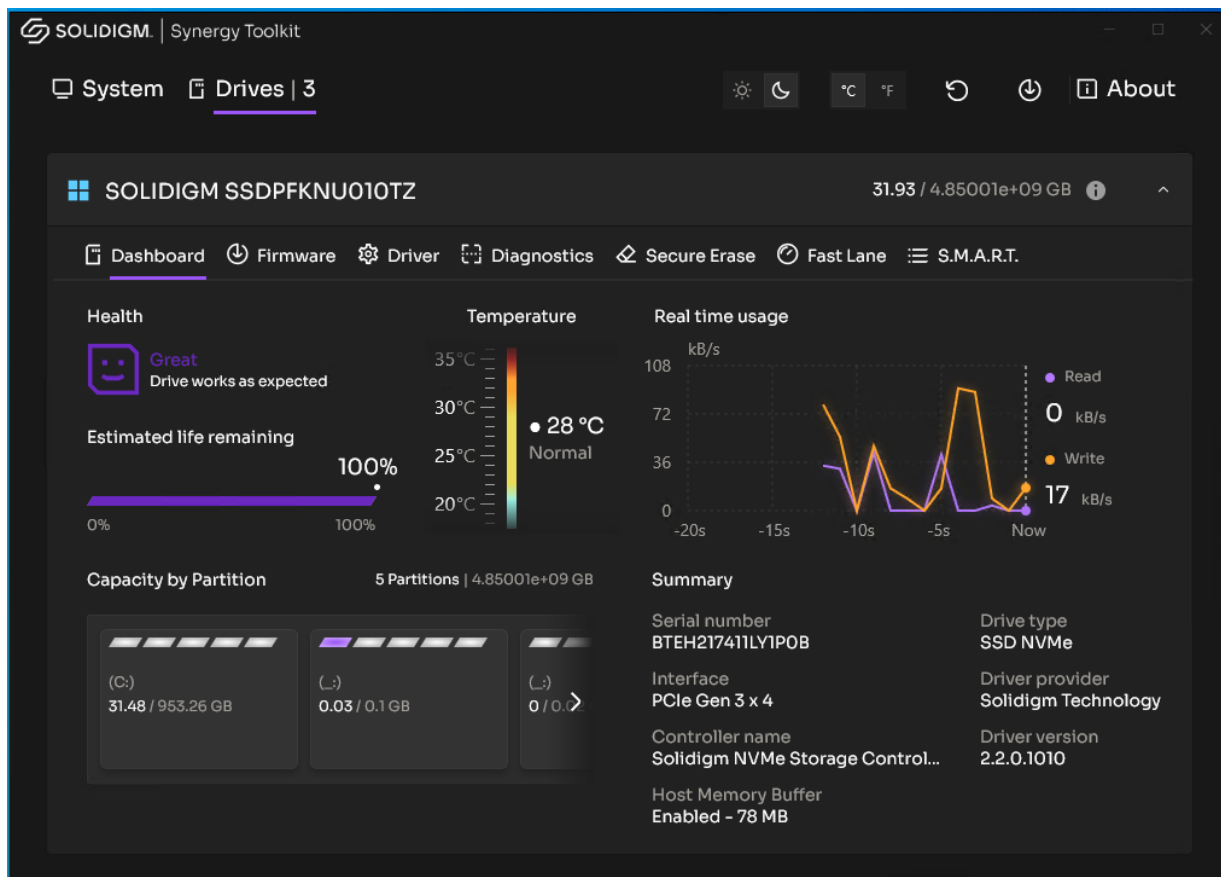 SOLIDIGM. | Synergy Toolkit
System Drives | 3 °C °F About
SOLIDIGM SSDPFKNU010TZ 31.93 / 4.85001e+09 GB
Dashboard Firmware Driver Diagnostics Secure Erase Fast Lane S.M.A.R.T.
Health
Great
Drive works as expected
Estimated life remaining
100%
0% 100%
Temperature
35°C
30°C
25°C
20°C
28 °C
Normal
Real time usage
kB/s
108
72
36
0
-20s -15s -10s -5s Now
Read
0 kB/s
Write
17 kB/s
Capacity by Partition 5 Partitions | 4.85001e+09 GB
(C:)
31.48 / 953.26 GB
(_:)
0.03 / 0.1 GB
(_:)
0 / 0.02
Summary
Serial number
BTEH217411LY1P0B
Drive type
SSD NVMe
Interface
PCIe Gen 3 x 4
Driver provider
Solidigm Technology
Controller name
Solidigm NVMe Storage Control...
Driver version
2.2.0.1010
Host Memory Buffer
Enabled - 78 MB